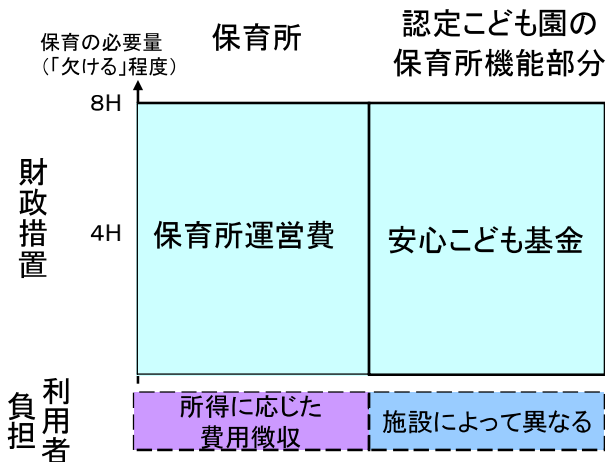 保育の必要量
(「欠ける」程度)
保育所
認定こども園の
保育所機能部分
8H
4H
財政措置
保育所運営費
安心こども基金
利用者
負担
所得に応じた
費用徴収
施設によって異なる